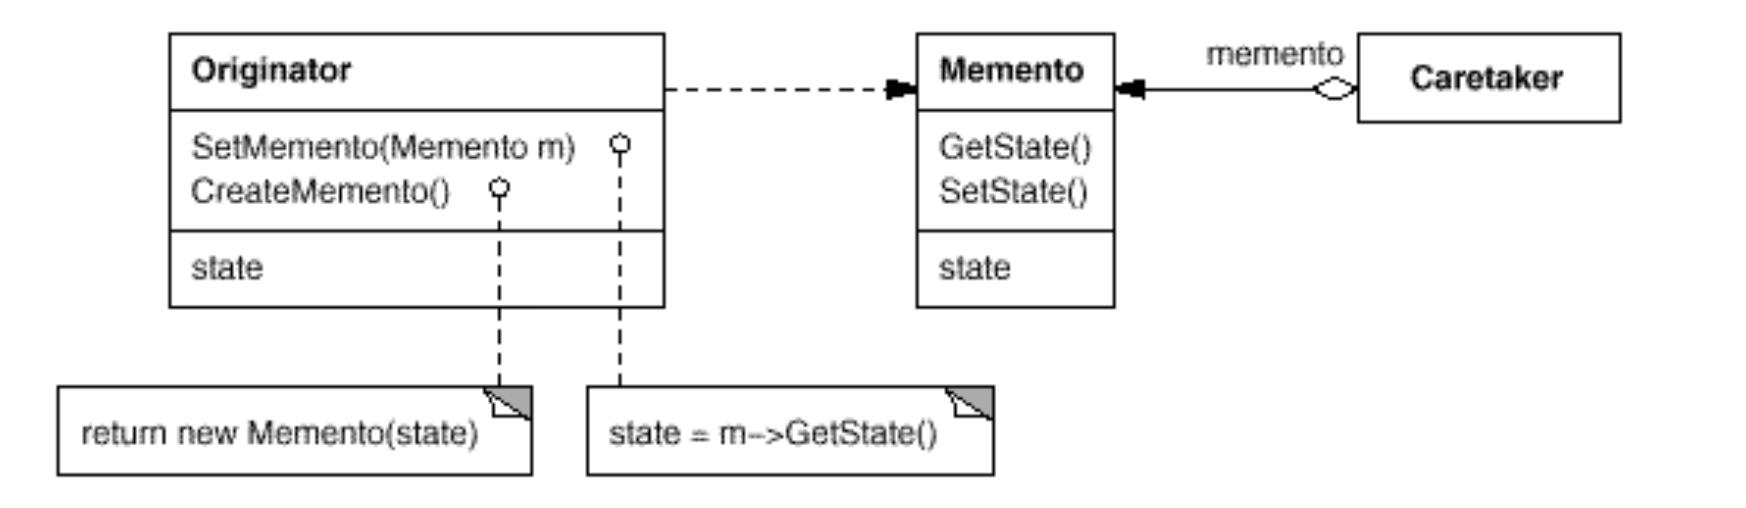 Originator
SetMemento(Memento m)
CreateMemento()
state
return new Memento(state)
state = m->GetState()
Memento
GetState()
SetState()
state
memento
Caretaker